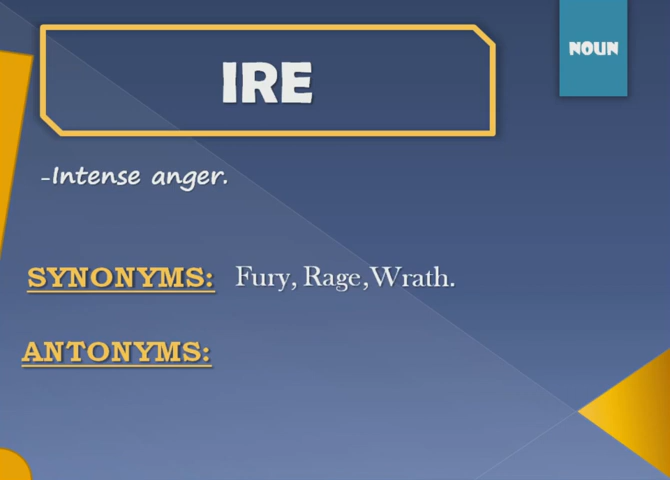 NOUN
IRE
-Intense anger.
SYNONYMS: Fury, Rage,Wrath.
ANTONYMS: